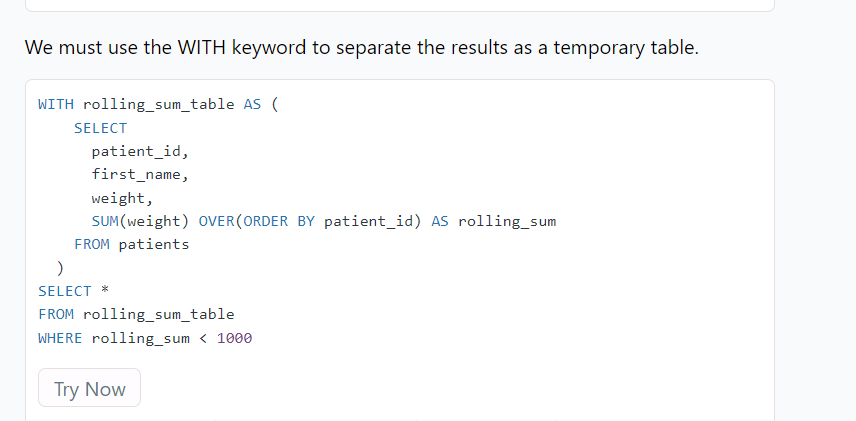 We must use the WITH keyword to separate the results as a temporary table.
WITH rolling_sum_table AS (
    SELECT
      patient_id,
      first_name,
      weight,
      SUM(weight) OVER(ORDER BY patient_id) AS rolling_sum
    FROM patients
  )
SELECT *
FROM rolling_sum_table
WHERE rolling_sum < 1000
Try Now